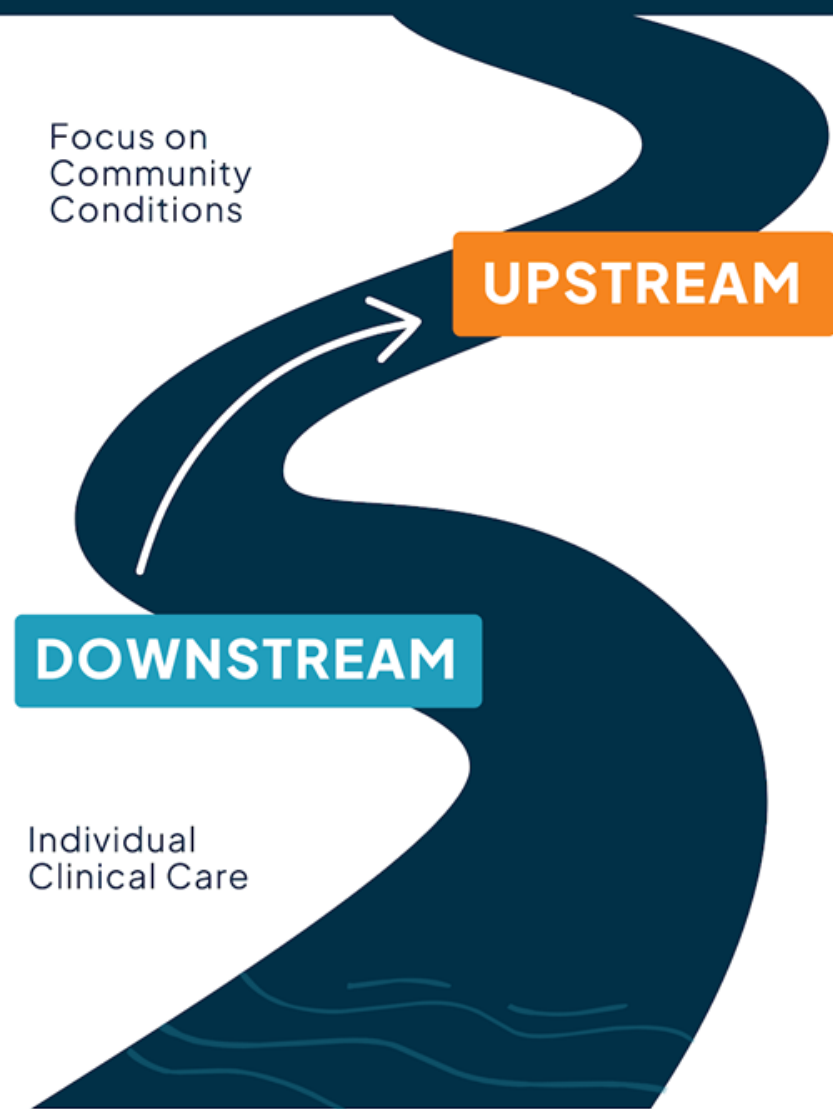 Focus on
Community
Conditions
UPSTREAM
DOWNSTREAM
Individual
Clinical Care